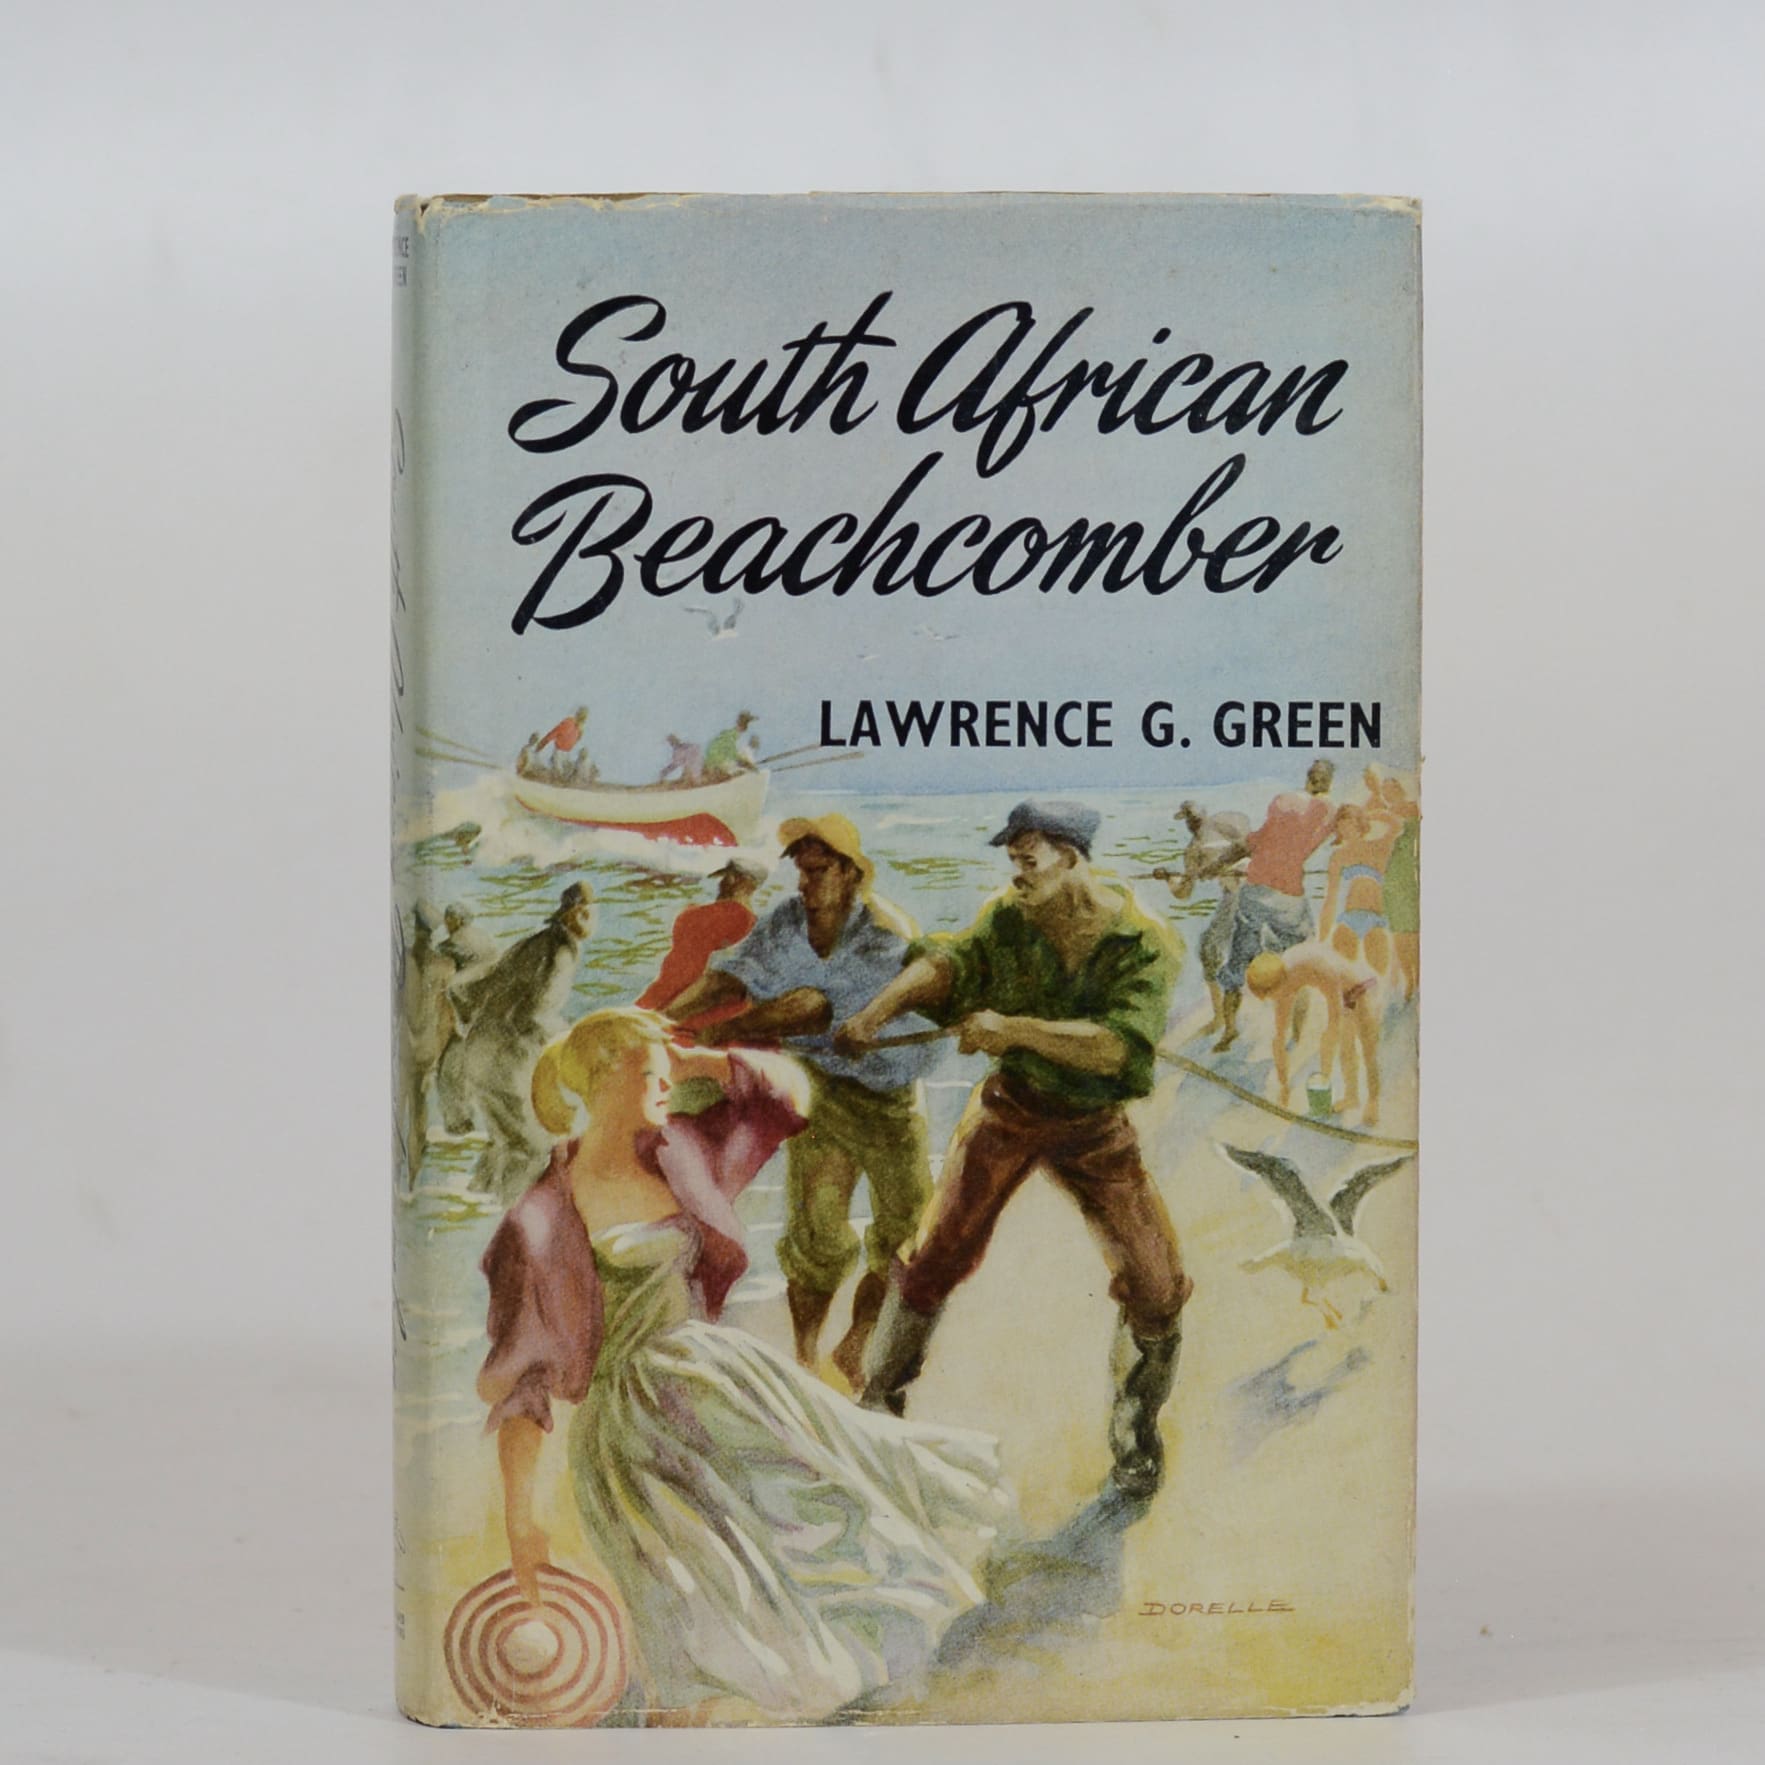 South African
Beachcomber
LAWRENCE G. GREEN
DORELLE